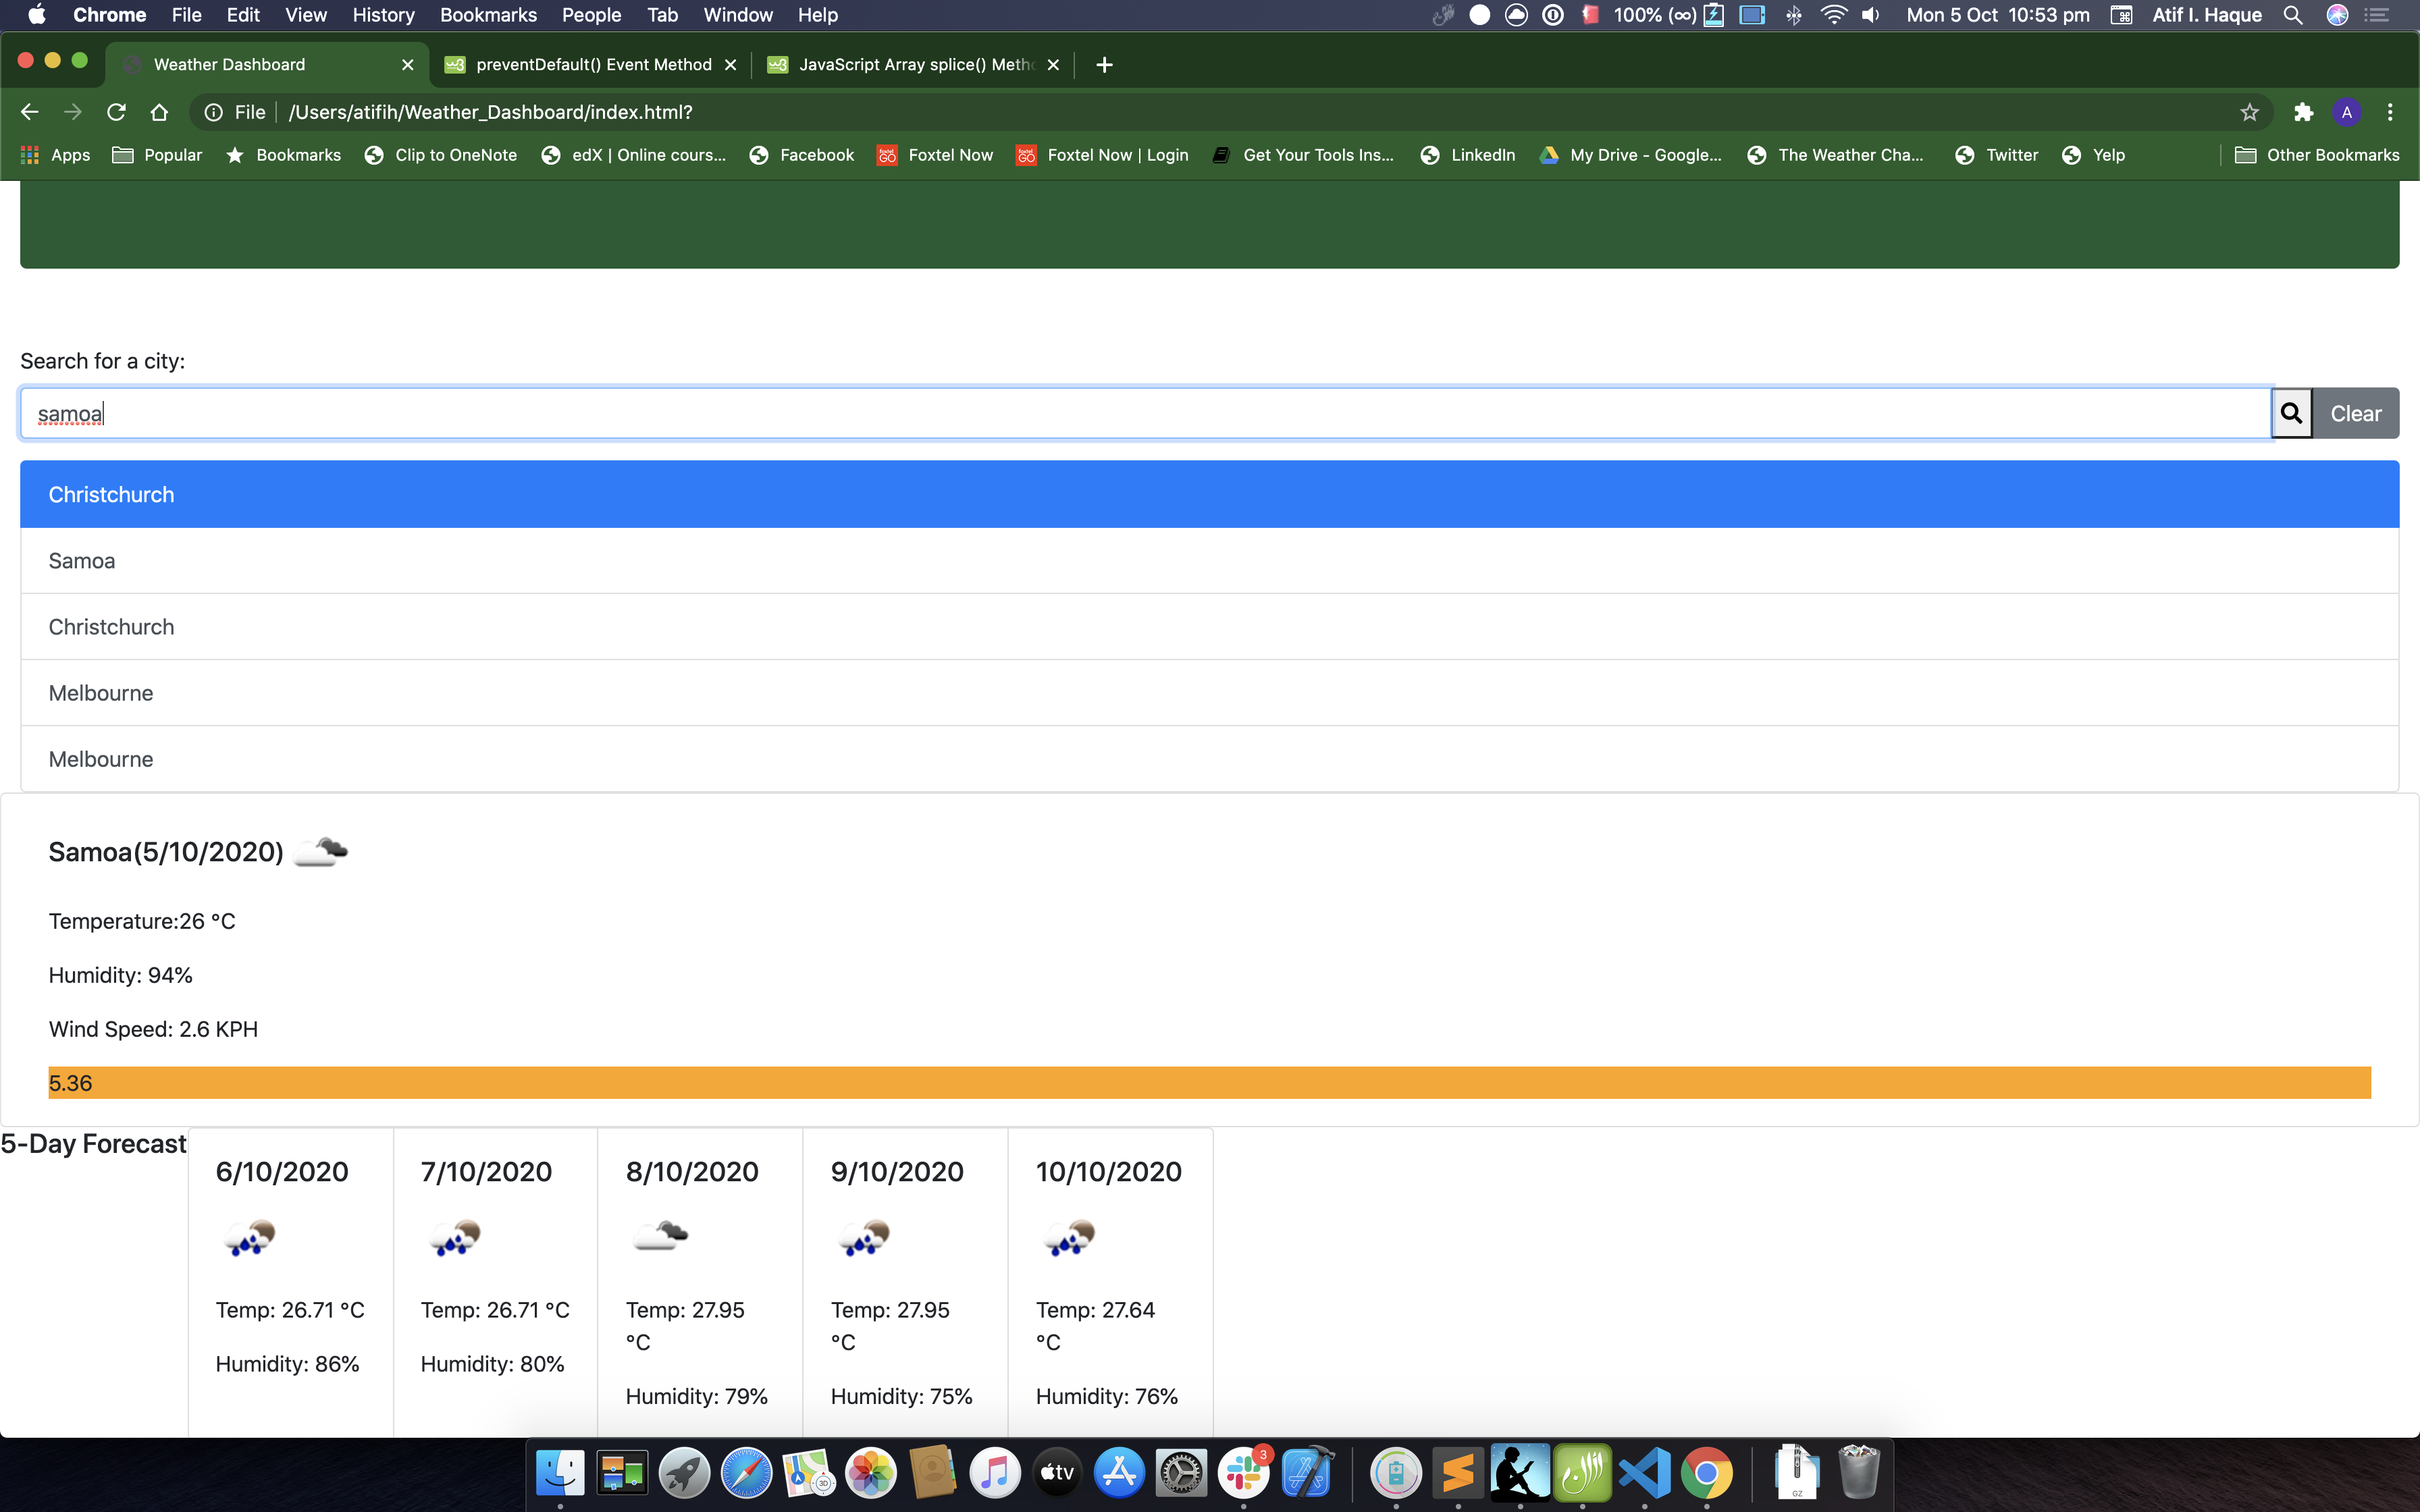 Chrome File Edit View History Bookmarks People Tab Window Help 100% (∞) Mon 5 Oct 10:53 pm Atif I. Haque
Weather Dashboard preventDefault() Event Method JavaScript Array splice() Meth
File /Users/atifih/Weather_Dashboard/index.html? A
Apps Popular Bookmarks Clip to OneNote edX | Online cours... Facebook Foxtel Now Foxtel Now | Login Get Your Tools Ins... LinkedIn My Drive - Google... The Weather Cha... Twitter Yelp Other Bookmarks
Search for a city:
samoa Clear
Christchurch
Samoa
Christchurch
Melbourne
Melbourne
Samoa(5/10/2020)
Temperature:26 °C
Humidity: 94%
Wind Speed: 2.6 KPH
5.36
5-Day Forecast
6/10/2020 7/10/2020 8/10/2020 9/10/2020 10/10/2020
Temp: 26.71 °C Temp: 26.71 °C Temp: 27.95 Temp: 27.95 Temp: 27.64
°C °C °C
Humidity: 86% Humidity: 80%
Humidity: 79% Humidity: 75% Humidity: 76%
tv 3 GZ